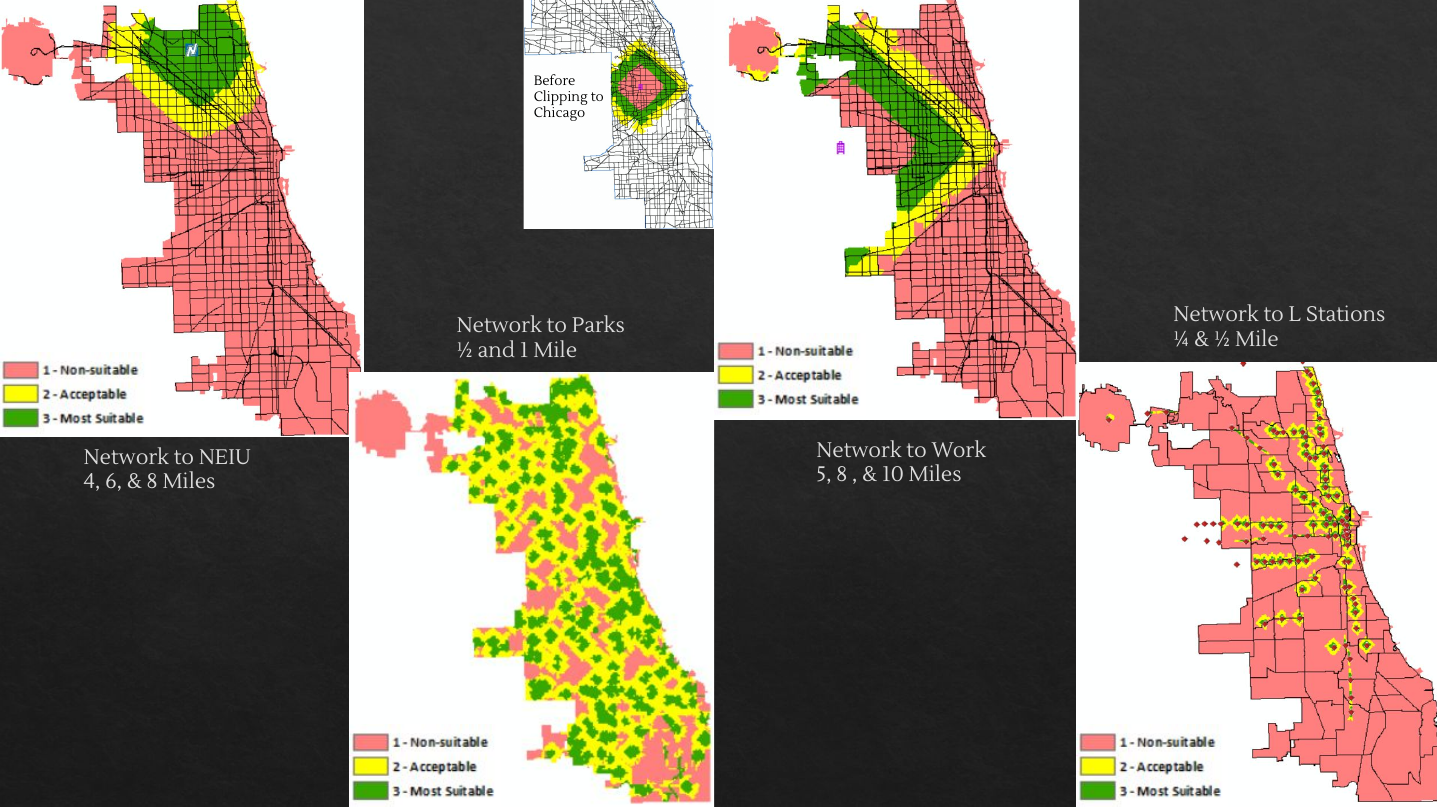 N
1 - Non-suitable
2 - Acceptable
3 - Most Suitable
Network to NEIU
4, 6, & 8 Miles
Before
Clipping to
Chicago
Network to Parks
½ and 1 Mile
1 - Non-suitable
2 - Acceptable
3 - Most Suitable
1 - Non-suitable
2 - Acceptable
3 - Most Suitable
Network to Work
5, 8 , & 10 Miles
Network to L Stations
¼ & ½ Mile
1 - Non-suitable
2 - Acceptable
3 - Most Suitable